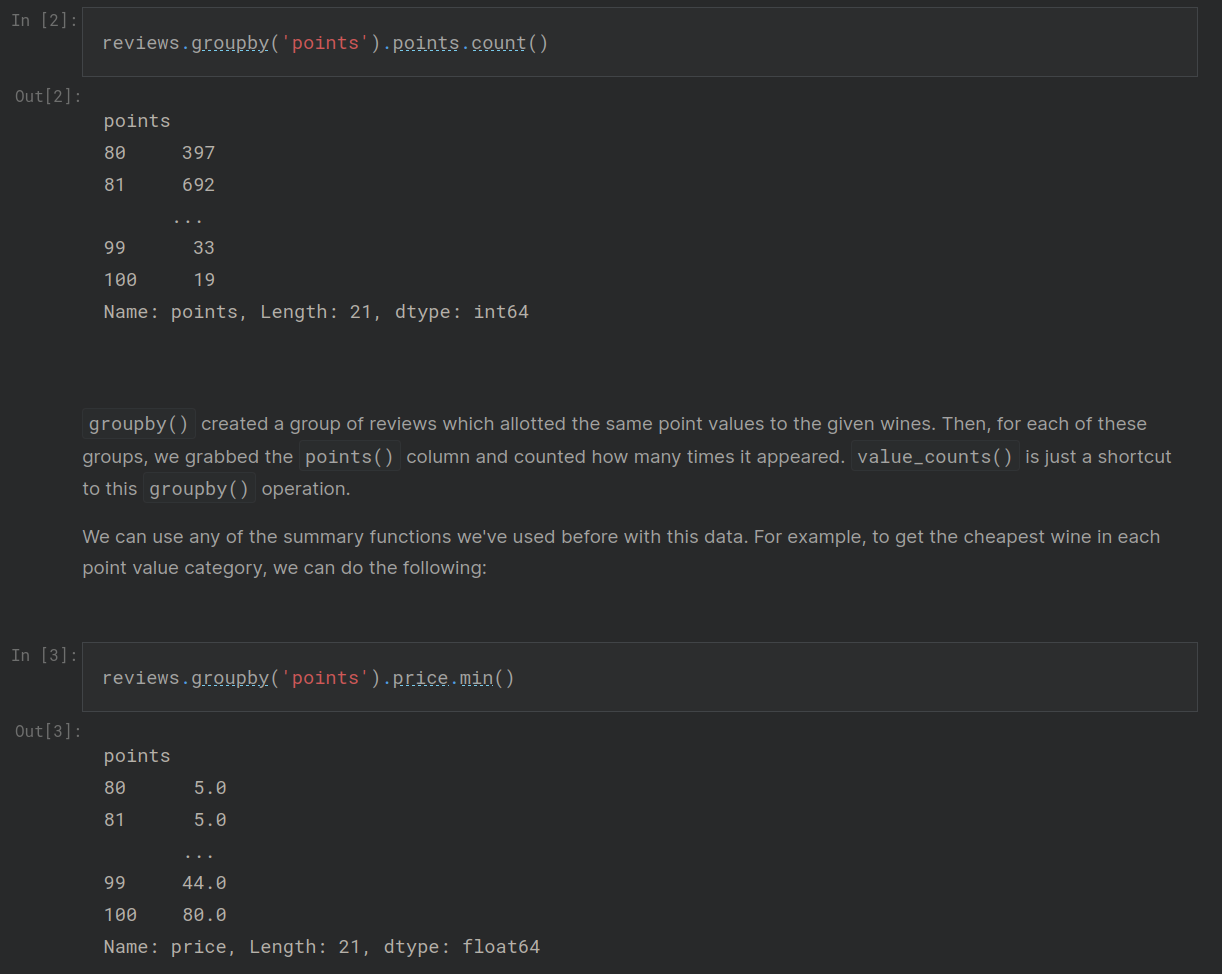 In [2]:
reviews.groupby('points').points.count()
Out[2]:
points
80     397
81     692
      ...
99      33
100     19
Name: points, Length: 21, dtype: int64
groupby() created a group of reviews which allotted the same point values to the given wines. Then, for each of these
groups, we grabbed the points() column and counted how many times it appeared. value_counts() is just a shortcut
to this groupby() operation.
We can use any of the summary functions we've used before with this data. For example, to get the cheapest wine in each
point value category, we can do the following:
In [3]:
reviews.groupby('points').price.min()
Out[3]:
points
80      5.0
81      5.0
       ...
99     44.0
100    80.0
Name: price, Length: 21, dtype: float64